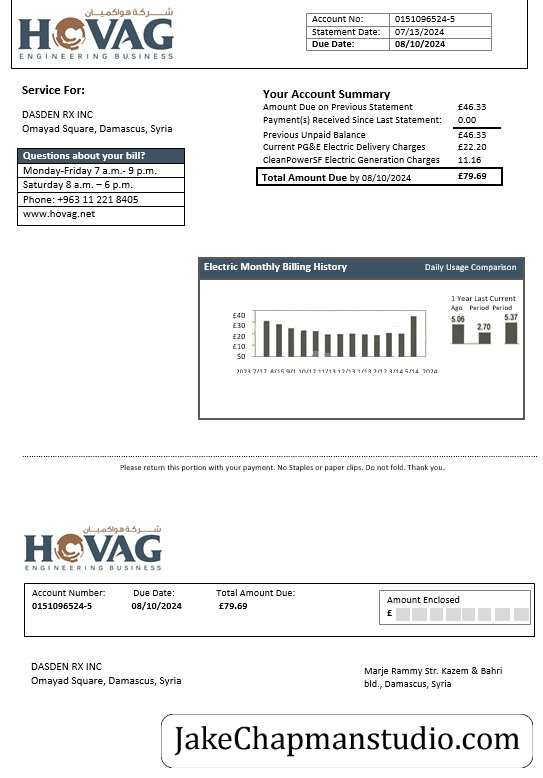 شركة هواكميان
HOVAG
ENGINEERING BUSINESS
Account No: 0151096524-5
Statement Date: 07/13/2024
Due Date: 08/10/2024
Service For:
DASDEN RX INC
Omayad Square, Damascus, Syria
Questions about your bill?
Monday-Friday 7 a.m.- 9 p.m.
Saturday 8 a.m. – 6 p.m.
Phone: +963 11 221 8405
www.hovag.net
Your Account Summary
Amount Due on Previous Statement £46.33
Payment(s) Received Since Last Statement: 0.00
Previous Unpaid Balance £46.33
Current PG&E Electric Delivery Charges £22.20
CleanPowerSF Electric Generation Charges 11.16
Total Amount Due by 08/10/2024 £79.69
Electric Monthly Billing History Daily Usage Comparison
1 Year Last Current
Ago Period Period
5.06 2.70 5.37
£40
£30
£20
£10
$0
2023 7/17 8/15 9/1 10/12 11/13 12/13 1/13 2/13 3/14 5/14 2024
Please return this portion with your payment. No Staples or paper clips. Do not fold. Thank you.
شركة هواكميان
HOVAG
ENGINEERING BUSINESS
Account Number: Due Date: Total Amount Due:
0151096524-5 08/10/2024 £79.69
Amount Enclosed
£
DASDEN RX INC
Omayad Square, Damascus, Syria
Marje Rammy Str. Kazem & Bahri
bld., Damascus, Syria
JakeChapmanstudio.com